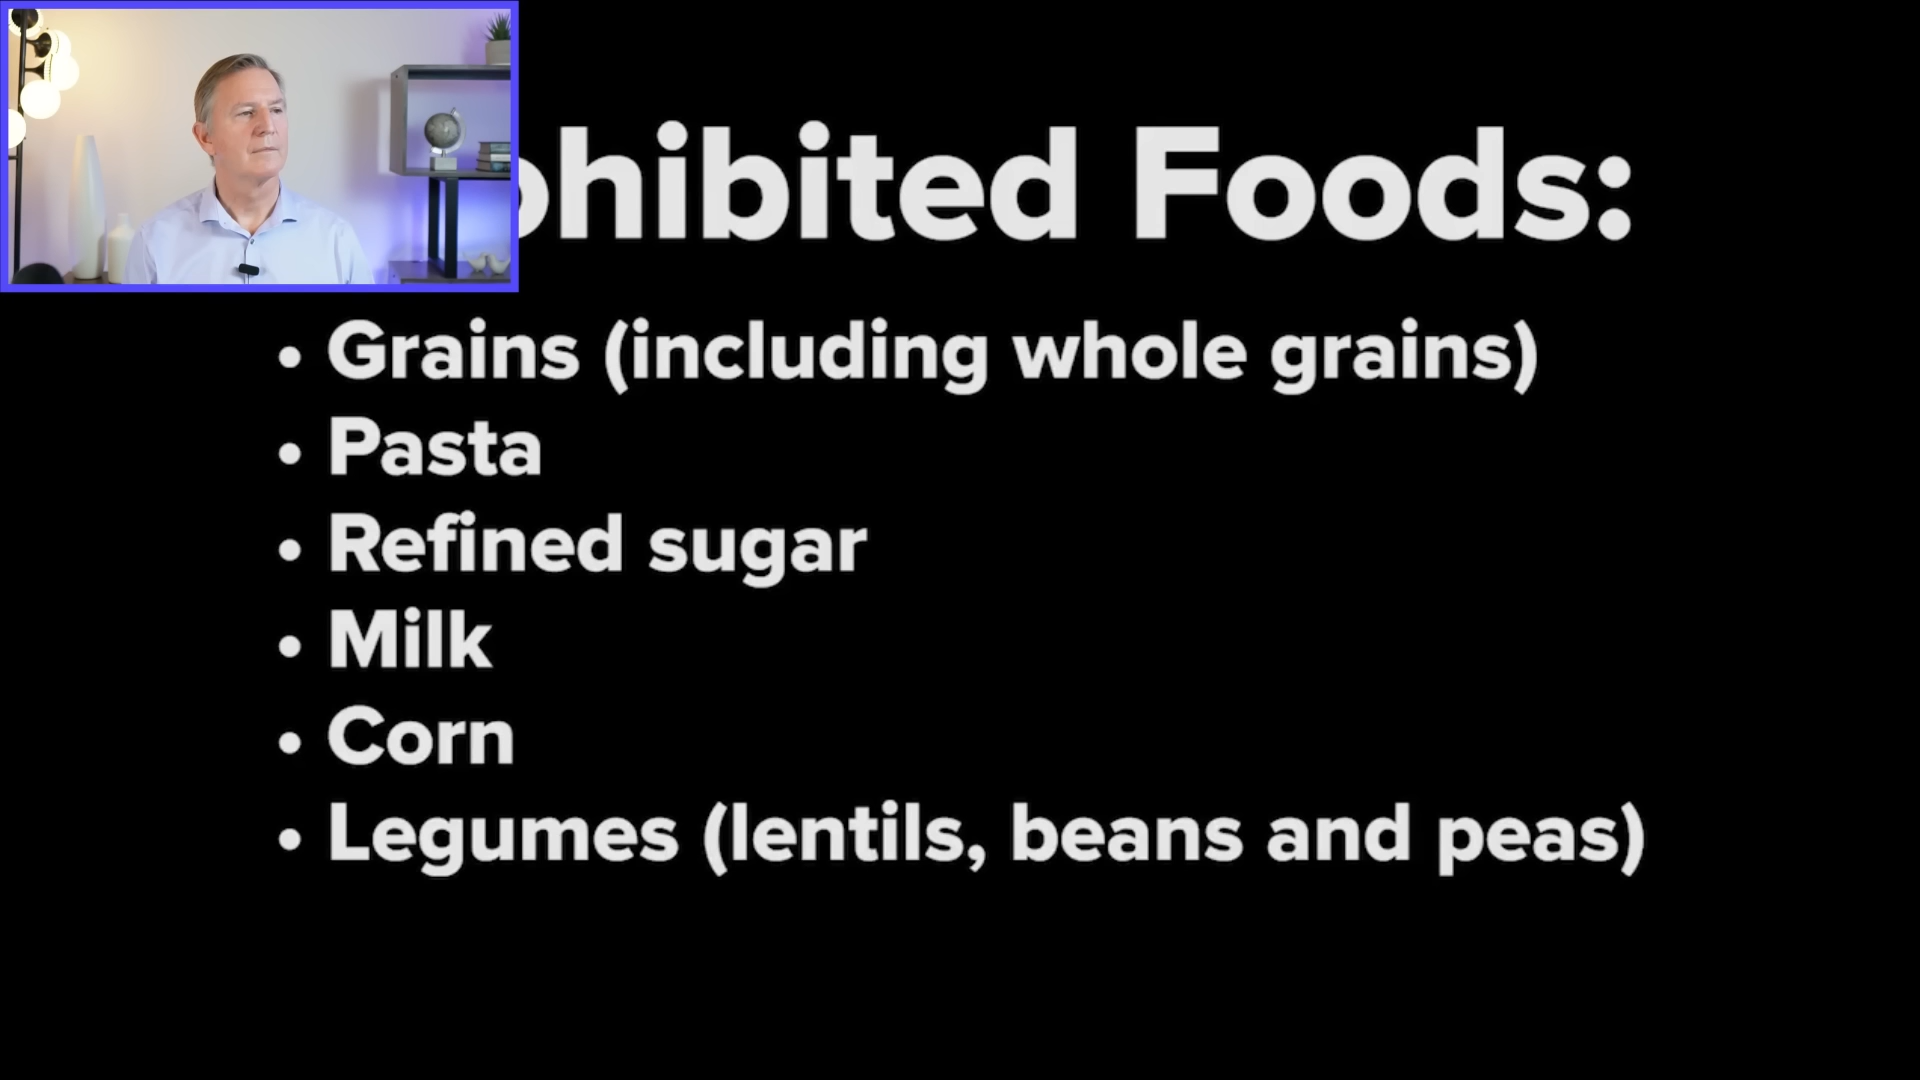 ohibited Foods:
• Grains (including whole grains)
• Pasta
• Refined sugar
• Milk
• Corn
• Legumes (lentils, beans and peas)